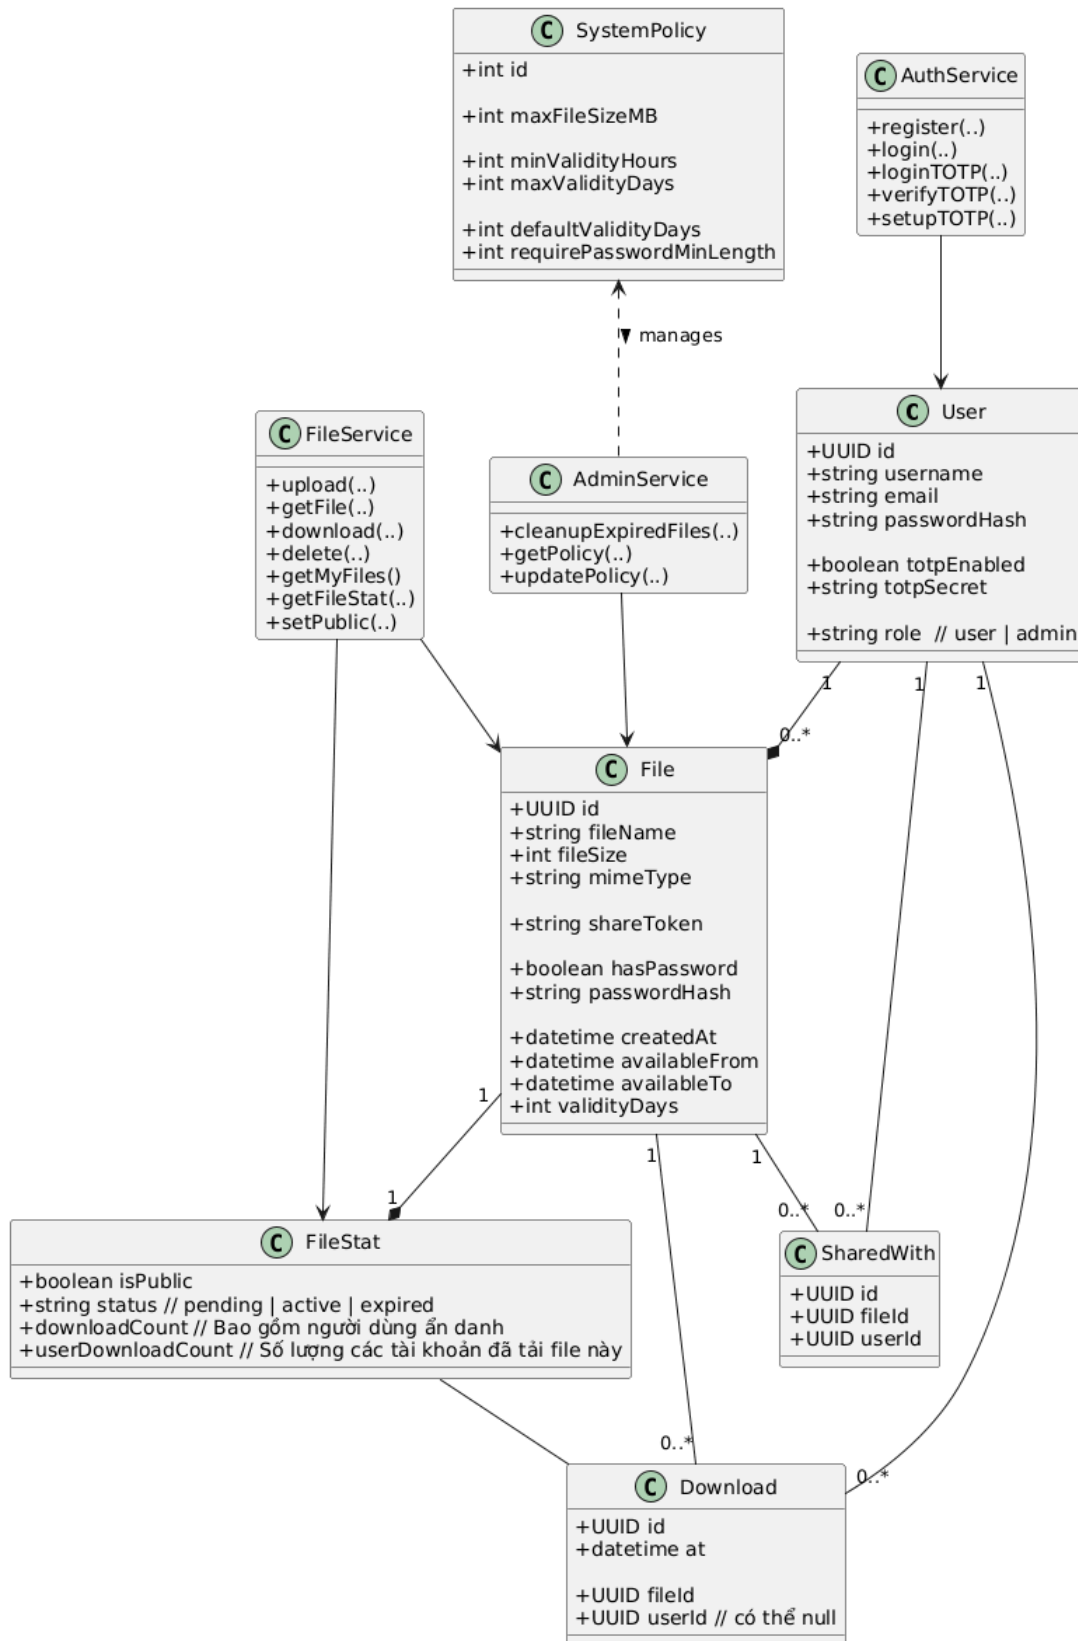 C SystemPolicy
+int id
+int maxFileSizeMB
+int minValidityHours
+int maxValidityDays
+int defaultValidityDays
+int requirePasswordMinLength
C AuthService
+register(..)
+login(..)
+loginTOTP(..)
+verifyTOTP(..)
+setupTOTP(..)
manages
C FileService
+upload(..)
+getFile(..)
+download(..)
+delete(..)
+getMyFiles()
+getFileStat(..)
+setPublic(..)
C AdminService
+cleanupExpiredFiles(..)
+getPolicy(..)
+updatePolicy(..)
C User
+UUID id
+string username
+string email
+string passwordHash
+boolean totpEnabled
+string totpSecret
+string role // user | admin
1
1
1
0..*
C File
+UUID id
+string fileName
+int fileSize
+string mimeType
+string shareToken
+boolean hasPassword
+string passwordHash
+datetime createdAt
+datetime availableFrom
+datetime availableTo
+int validityDays
1
1
1
1
0..*
0..*
C FileStat
+boolean isPublic
+string status // pending | active | expired
+downloadCount // Bao gồm người dùng ẩn danh
+userDownloadCount // Số lượng các tài khoản đã tải file này
C SharedWith
+UUID id
+UUID fileId
+UUID userId
0..*
0..*
C Download
+UUID id
+datetime at
+UUID fileId
+UUID userId // có thể null